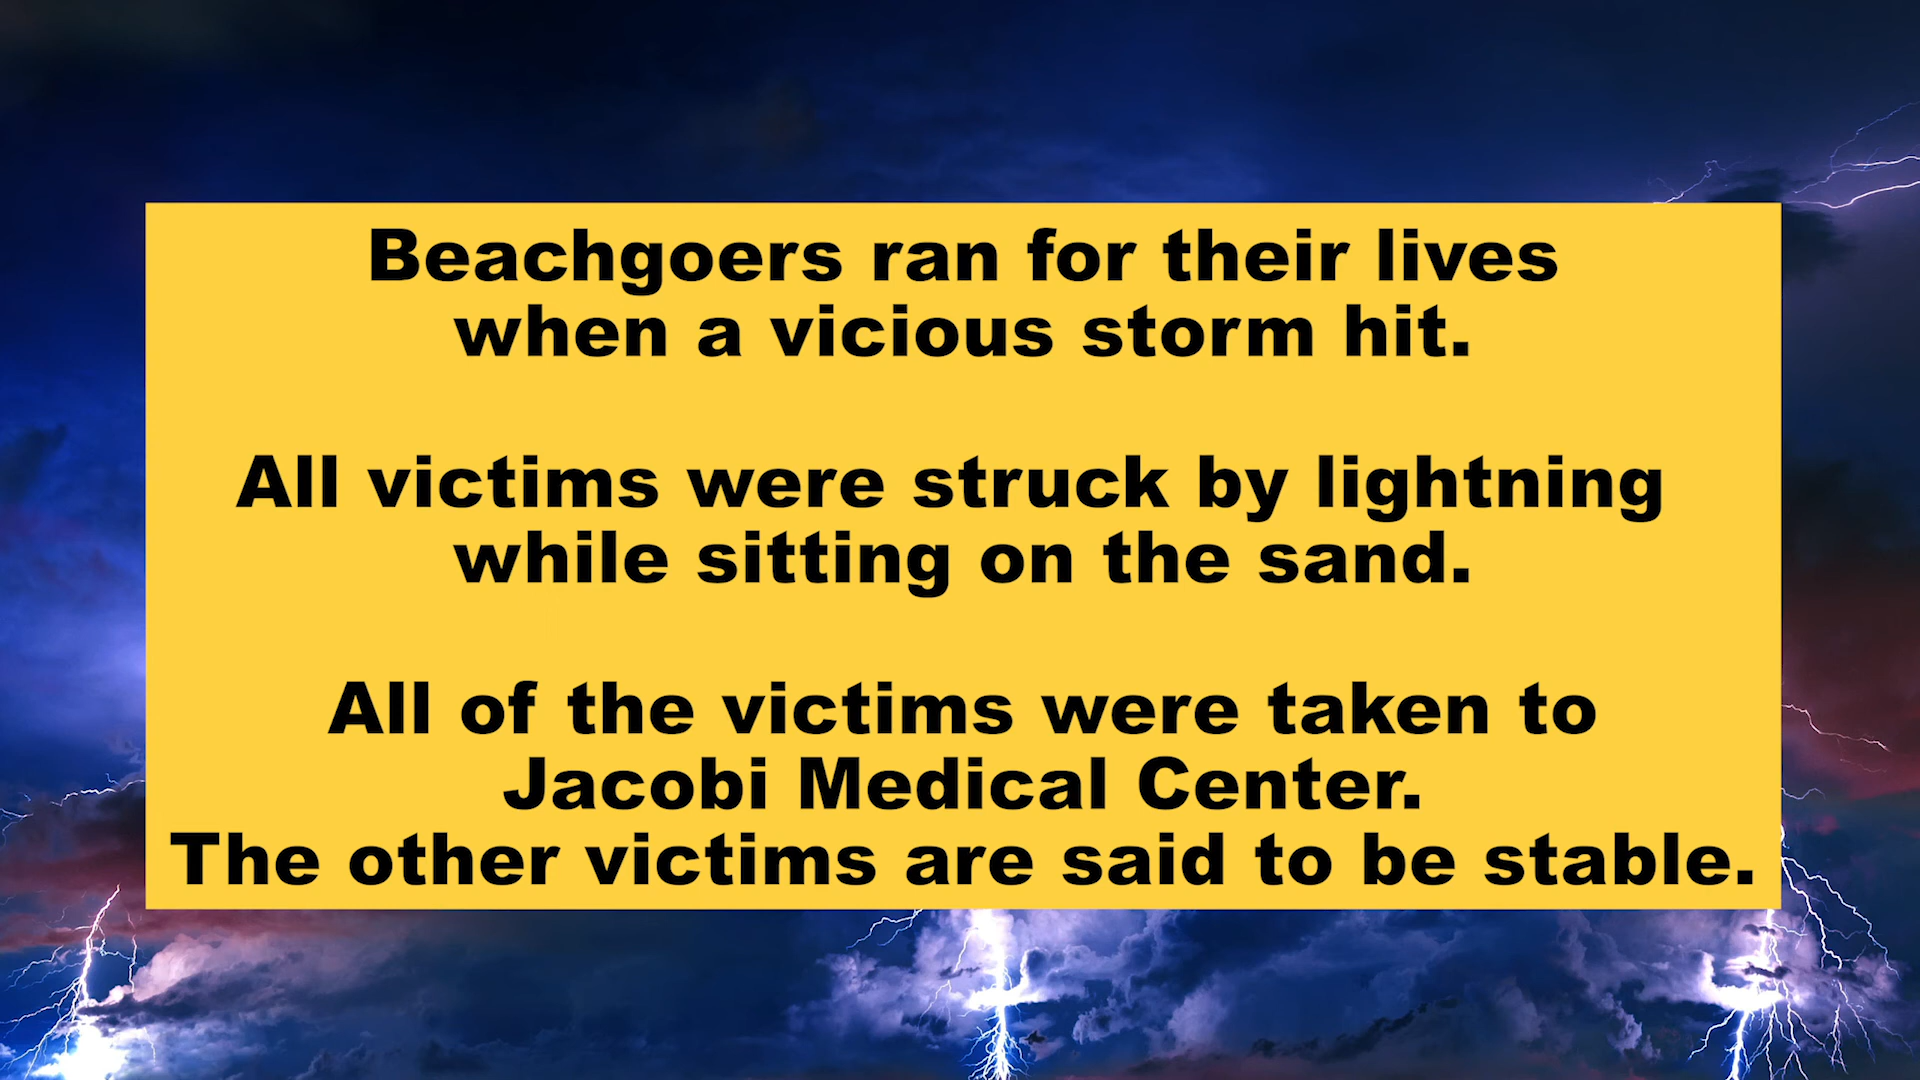 Beachgoers ran for their lives
when a vicious storm hit.
All victims were struck by lightning
while sitting on the sand.
All of the victims were taken to
Jacobi Medical Center.
The other victims are said to be stable.